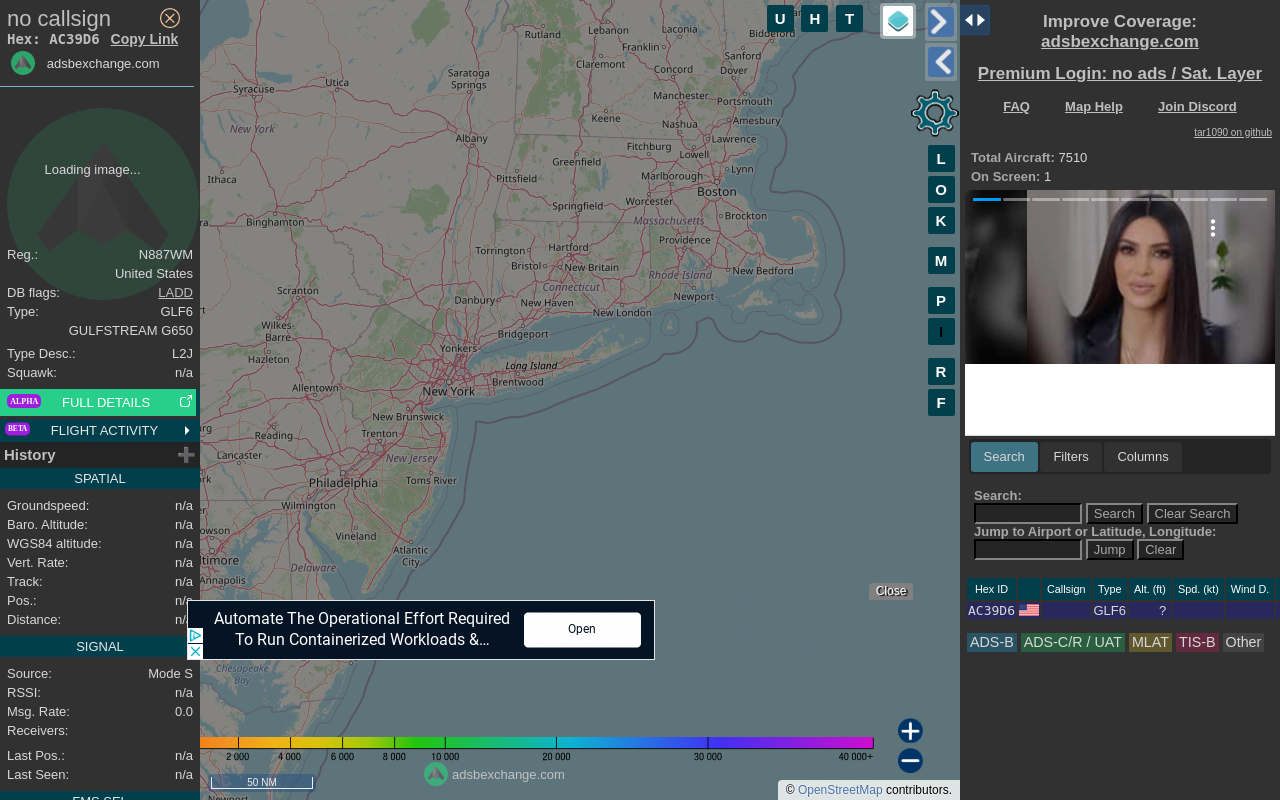 no callsign
Hex: AC39D6 Copy Link
adsbexchange.com
Loading image...
Reg.: N887WM
United States
DB flags: LADD
Type: GLF6
GULFSTREAM G650
Type Desc.: L2J
Squawk: n/a
ALPHA FULL DETAILS
BETA FLIGHT ACTIVITY
History
SPATIAL
Groundspeed: n/a
Baro. Altitude: n/a
WGS84 altitude: n/a
Vert. Rate: n/a
Track: n/a
Pos.: n/a
Distance: n/a
SIGNAL
Source: Mode S
RSSI: n/a
Msg. Rate: 0.0
Receivers:
Last Pos.: n/a
Last Seen: n/a
U H T
L
O
K
M
P
I
R
F
Rutland
Lebanon
Laconia
Biddeford
Franklin
Claremont
Concord
Sanford
Dover
Saratoga
Springs
Utica
Syracuse
Manchester
Portsmouth
Keene
Nashua
Amesbury
New York
Albany
Fitchburg
Lawrence
Greenfield
Lowell
Lynn
Ithaca
Pittsfield
Marlborough
Boston
Springfield
Worcester
Binghamton
Massachusetts
Brockton
Torrington
Hartford
Providence
Bristol
New Britain
Rhode Island
New Bedford
Scranton
Connecticut
Danbury
New Haven
Newport
New London
Wilkes-
Barre
Bridgeport
Hazleton
Yonkers
Long Island
Allentown
New York
Brentwood
New Brunswick
Reading
Trenton
Lancaster
New Jersey
Philadelphia
Toms River
Wilmington
Vineland
Atlantic
City
Annapolis
Delaware
Chesapeake
Bay
Close
Automate The Operational Effort Required
To Run Containerized Workloads &...
Open
2 000 4 000 6 000 8 000 10 000 20 000 30 000 40 000+
50 NM
adsbexchange.com
© OpenStreetMap contributors.
Improve Coverage:
adsbexchange.com
Premium Login: no ads / Sat. Layer
FAQ Map Help Join Discord
tar1090 on github
Total Aircraft: 7510
On Screen: 1
Search Filters Columns
Search:
Search Clear Search
Jump to Airport or Latitude, Longitude:
Jump Clear
Hex ID Callsign Type Alt. (ft) Spd. (kt) Wind D.
AC39D6 GLF6 ?
ADS-B ADS-C/R / UAT MLAT TIS-B Other